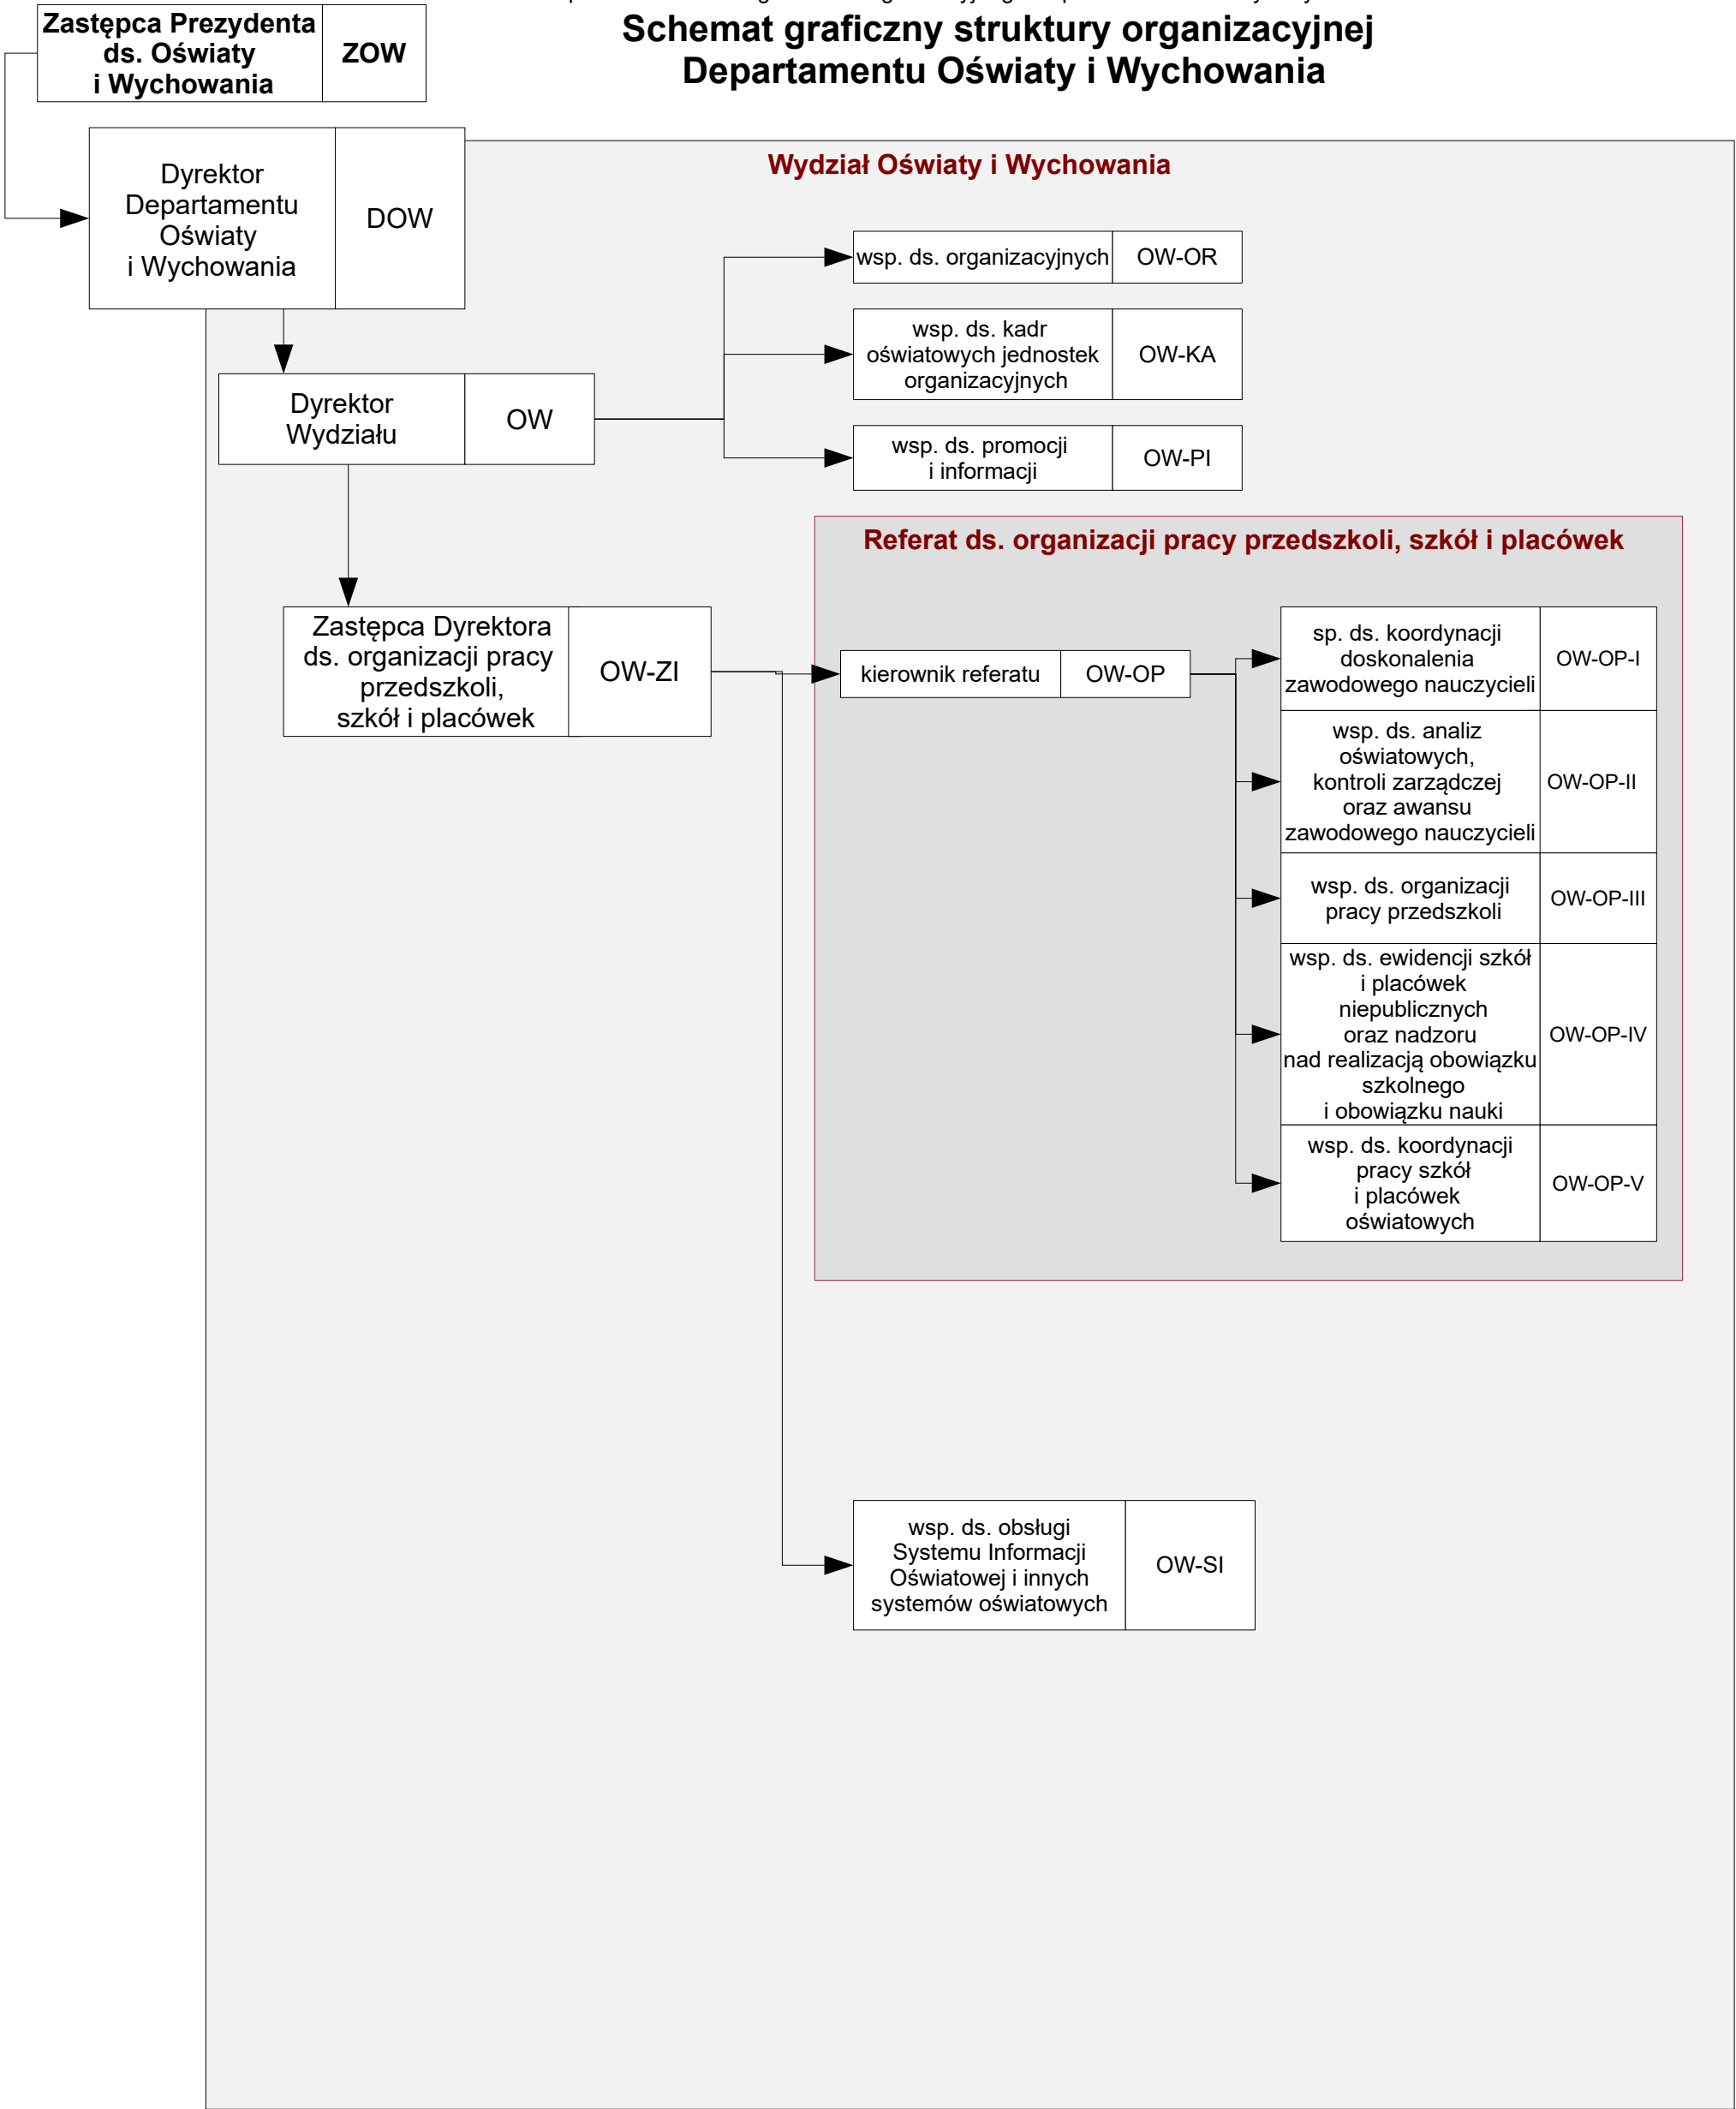 Schemat graficzny struktury organizacyjnej
Departamentu Oświaty i Wychowania
Zastępca Prezydenta
ds. Oświaty
i Wychowania
ZOW
Dyrektor
Departamentu
Oświaty
i Wychowania
DOW
Wydział Oświaty i Wychowania
wsp. ds. organizacyjnych
OW-OR
wsp. ds. kadr
oświatowych jednostek
organizacyjnych
OW-KA
Dyrektor
Wydziału
OW
wsp. ds. promocji
i informacji
OW-PI
Referat ds. organizacji pracy przedszkoli, szkół i placówek
Zastępca Dyrektora
ds. organizacji pracy
przedszkoli,
szkół i placówek
OW-ZI
kierownik referatu
OW-OP
sp. ds. koordynacji
doskonalenia
zawodowego nauczycieli
OW-OP-I
wsp. ds. analiz
oświatowych,
kontroli zarządczej
oraz awansu
zawodowego nauczycieli
OW-OP-II
wsp. ds. organizacji
pracy przedszkoli
OW-OP-III
wsp. ds. ewidencji szkół
i placówek
niepublicznych
oraz nadzoru
nad realizacją obowiązku
szkolnego
i obowiązku nauki
OW-OP-IV
wsp. ds. koordynacji
pracy szkół
i placówek
oświatowych
OW-OP-V
wsp. ds. obsługi
Systemu Informacji
Oświatowej i innych
systemów oświatowych
OW-SI